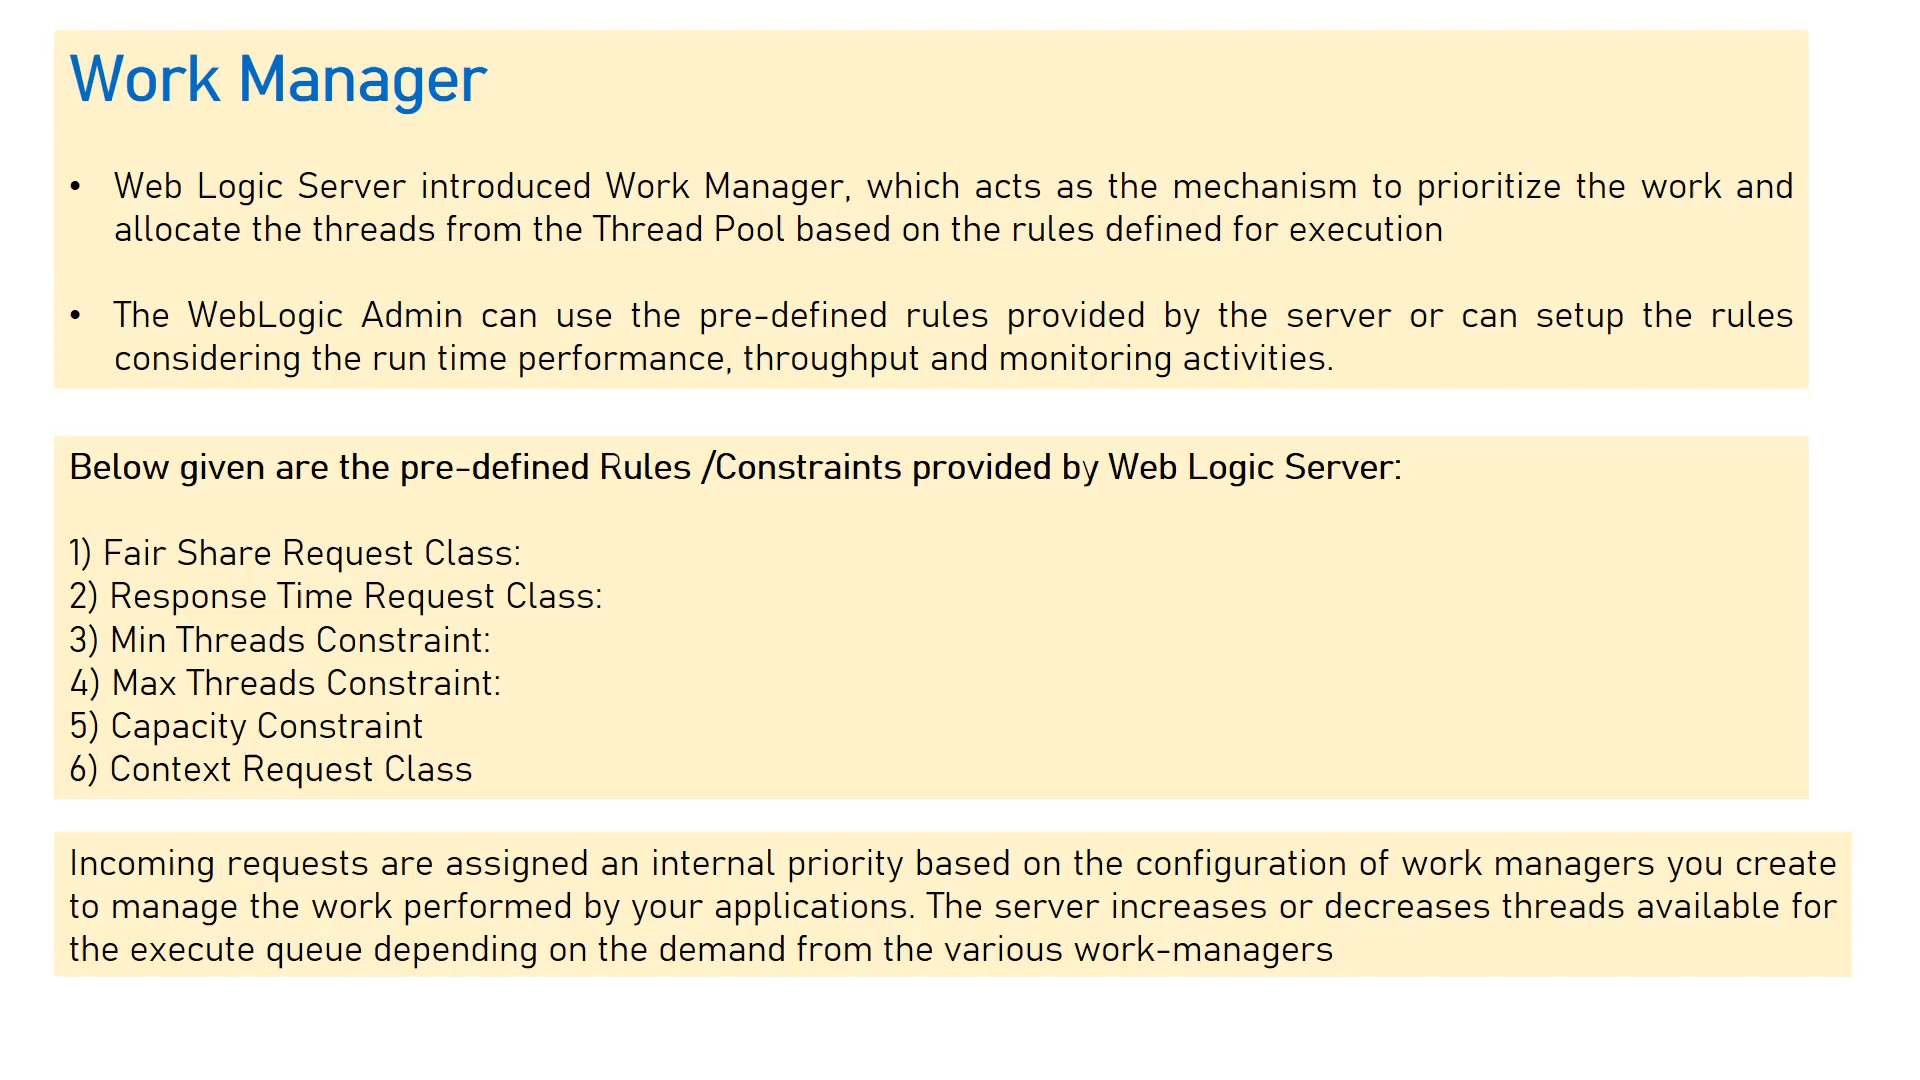 Work Manager
• Web Logic Server introduced Work Manager, which acts as the mechanism to prioritize the work and
allocate the threads from the Thread Pool based on the rules defined for execution
• The WebLogic Admin can use the pre-defined rules provided by the server or can setup the rules
considering the run time performance, throughput and monitoring activities.
Below given are the pre-defined Rules /Constraints provided by Web Logic Server:
1) Fair Share Request Class:
2) Response Time Request Class:
3) Min Threads Constraint:
4) Max Threads Constraint:
5) Capacity Constraint
6) Context Request Class
Incoming requests are assigned an internal priority based on the configuration of work managers you create
to manage the work performed by your applications. The server increases or decreases threads available for
the execute queue depending on the demand from the various work-managers